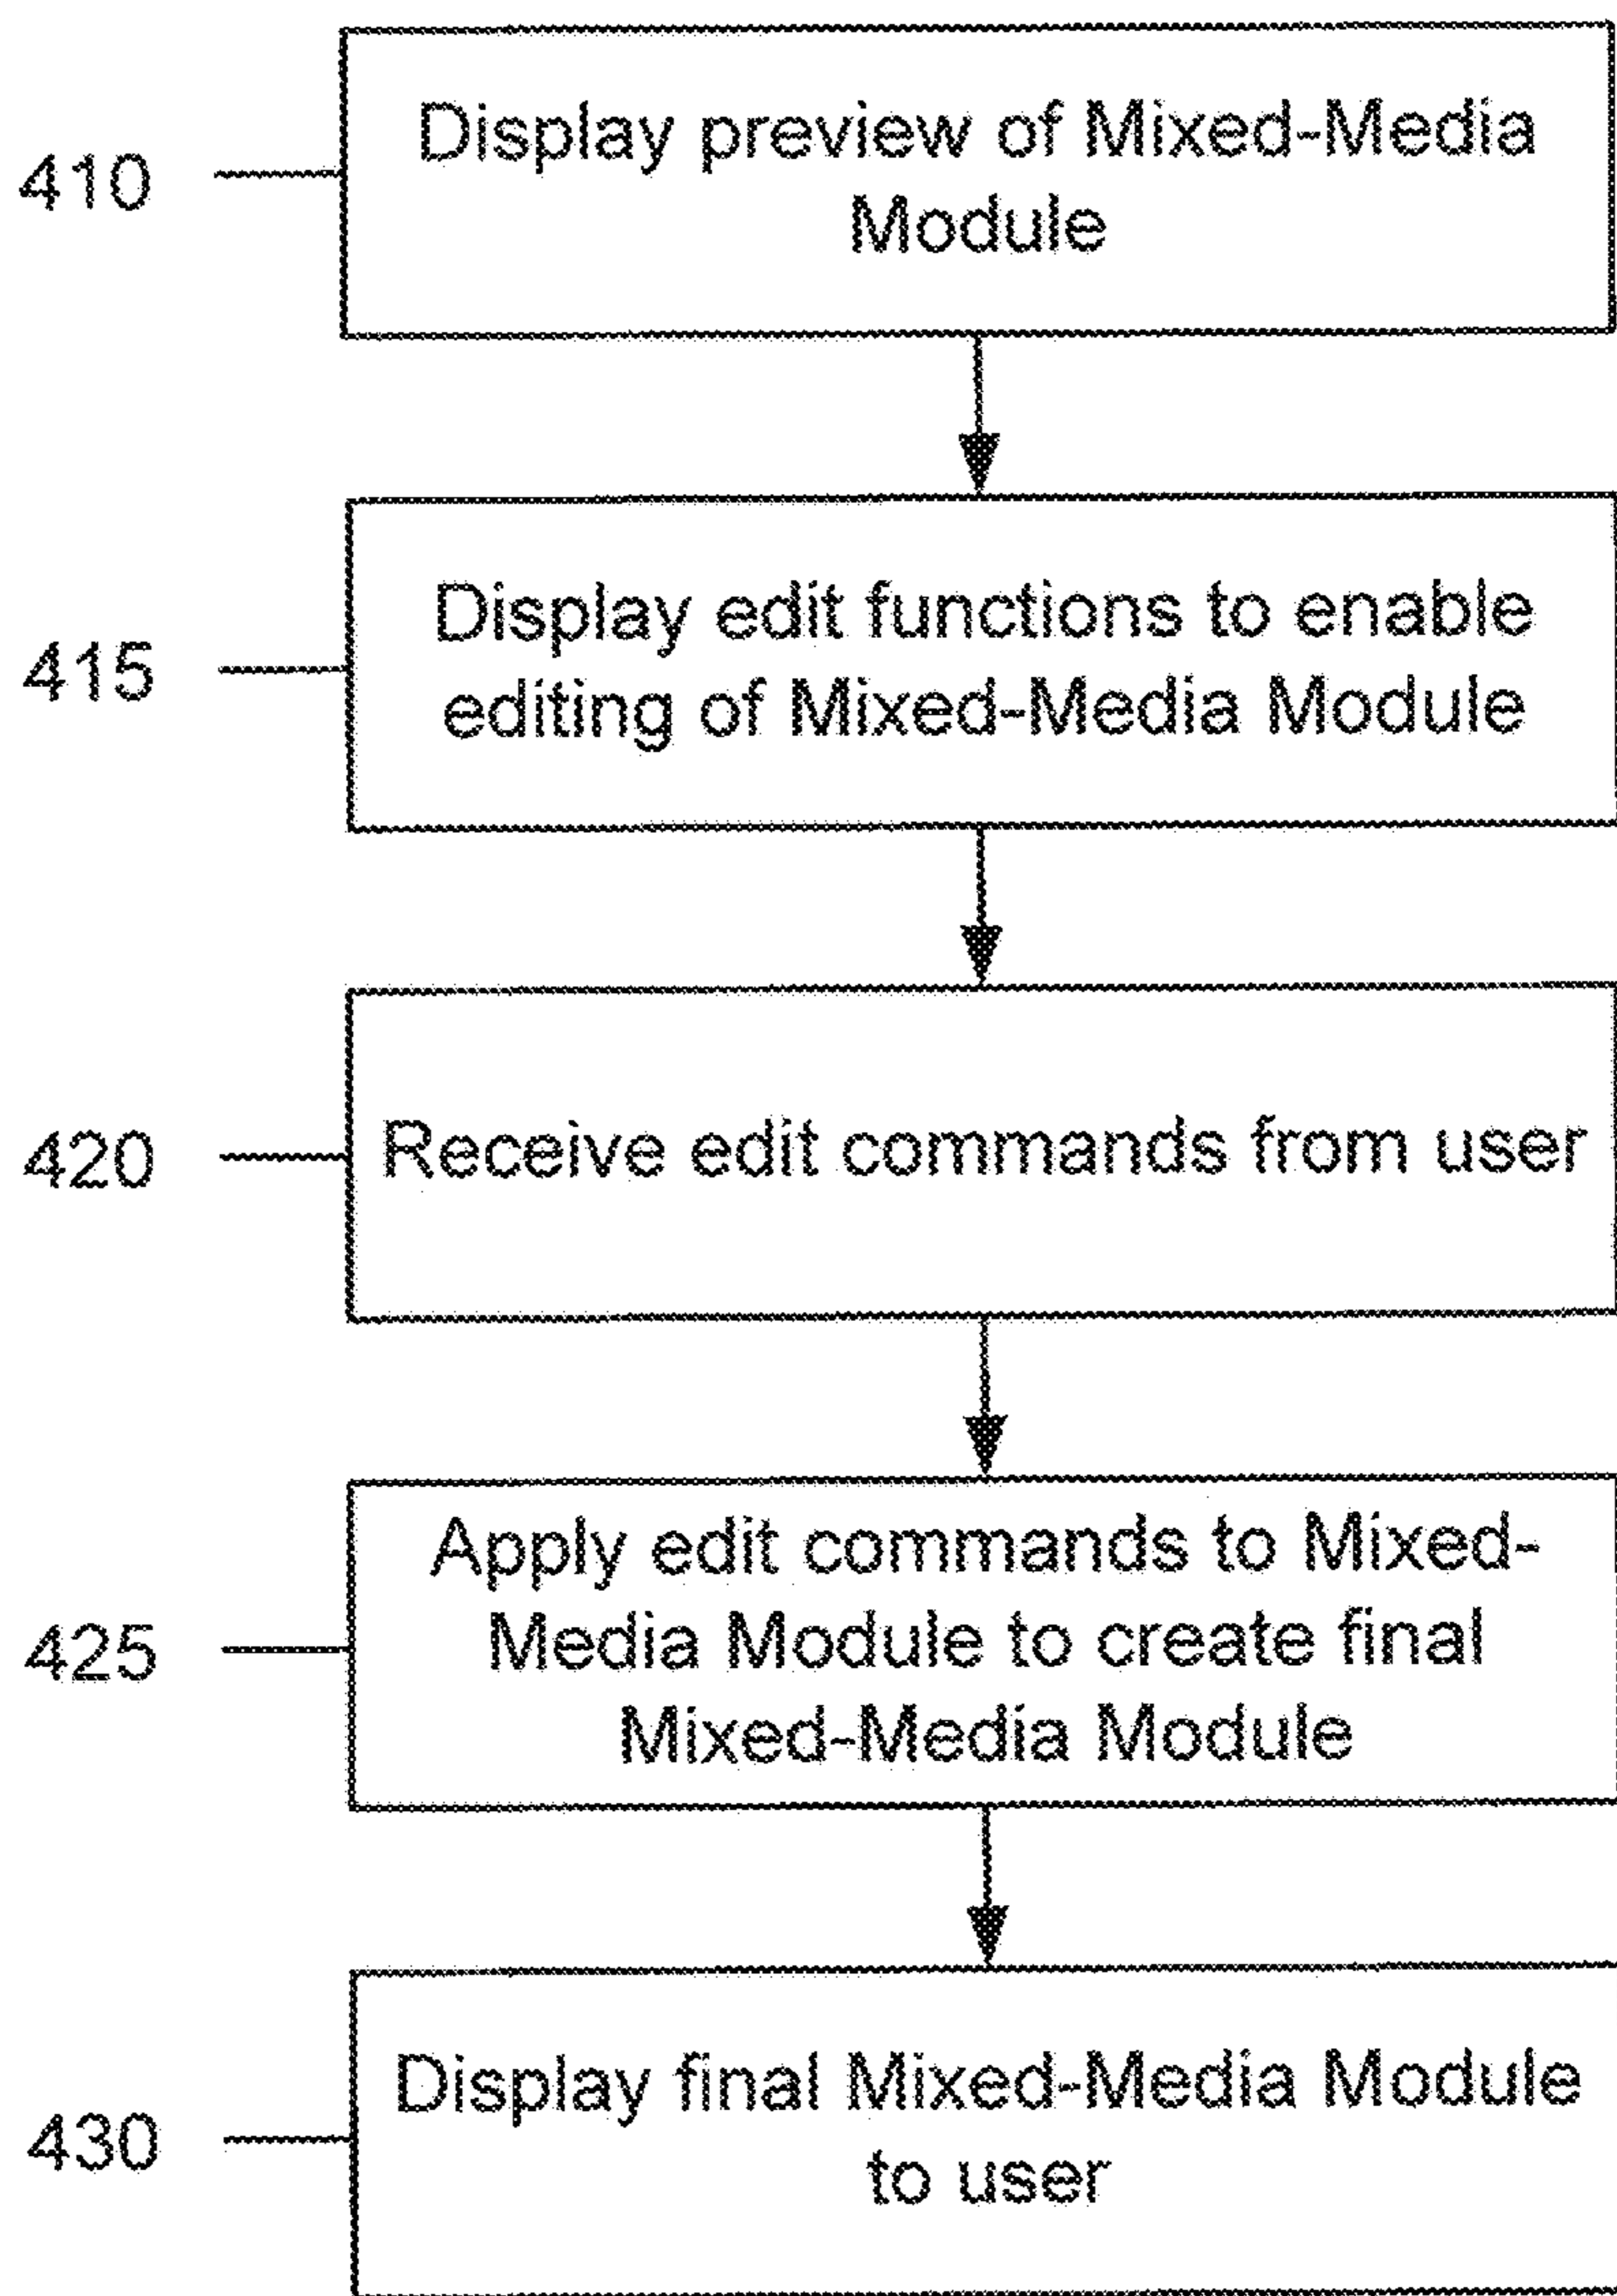 410
Display preview of Mixed-Media
Module
415
Display edit functions to enable
editing of Mixed-Media Module
420
Receive edit commands from user
425
Apply edit commands to Mixed-
Media Module to create final
Mixed-Media Module
430
Display final Mixed-Media Module
to user